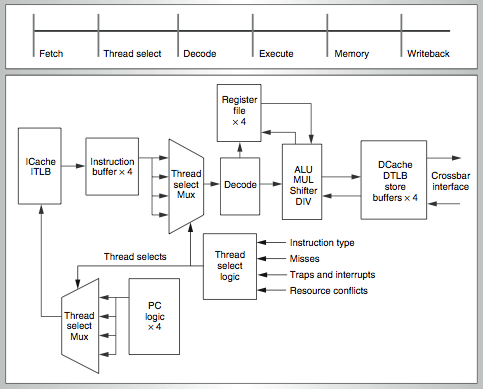 Fetch
Thread select
Decode
Execute
Memory
Writeback
Register
file
× 4
ICache
ITLB
Instruction
buffer × 4
Thread
select
Mux
Decode
ALU
MUL
Shifter
DIV
DCache
DTLB
store
buffers × 4
Crossbar
interface
Thread selects
Thread
select
logic
Instruction type
Misses
Traps and interrupts
Resource conflicts
Thread
select
Mux
PC
logic
× 4